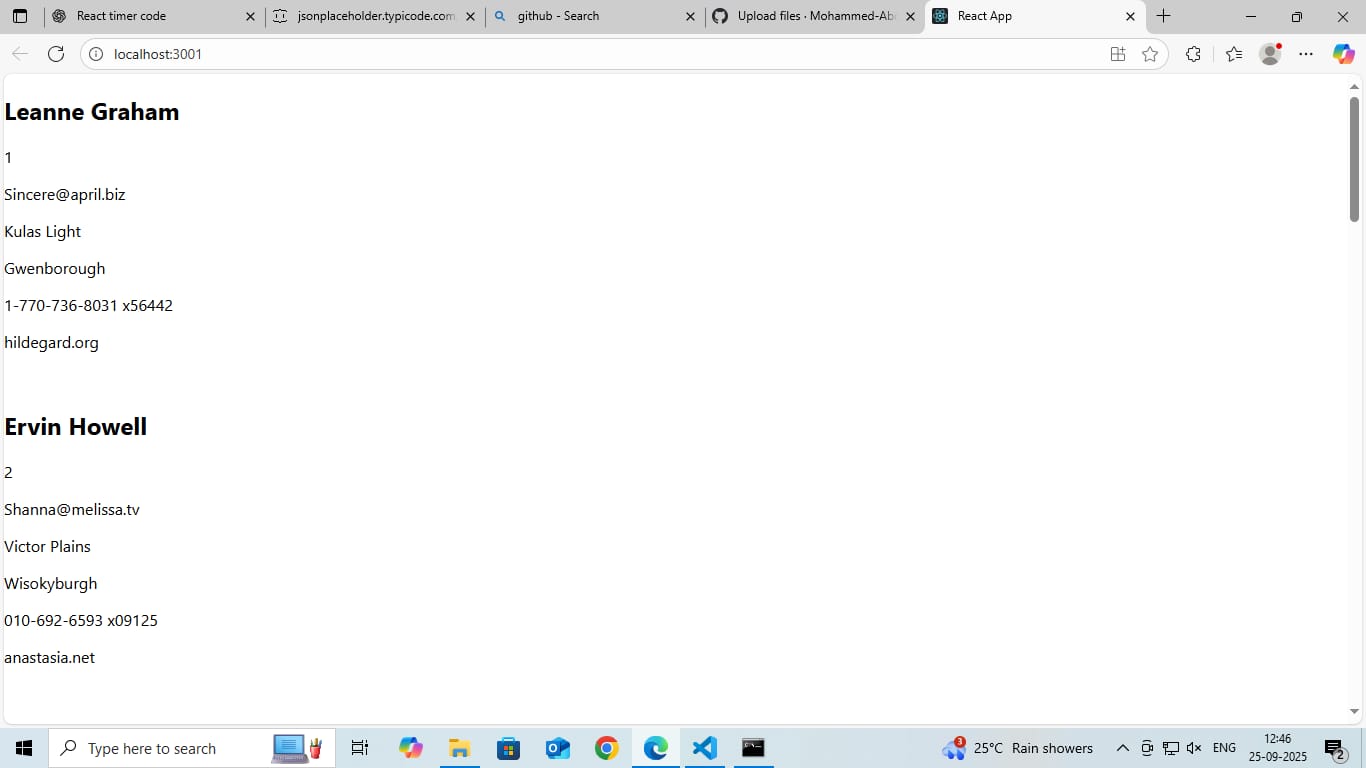 React timer code
jsonplaceholder.typicode.com
github - Search
Upload files · Mohammed-Ab
React App
localhost:3001
Leanne Graham
1
Sincere@april.biz
Kulas Light
Gwenborough
1-770-736-8031 x56442
hildegard.org
Ervin Howell
2
Shanna@melissa.tv
Victor Plains
Wisokyburgh
010-692-6593 x09125
anastasia.net
Type here to search
3
25°C Rain showers
ENG
12:46
25-09-2025
2